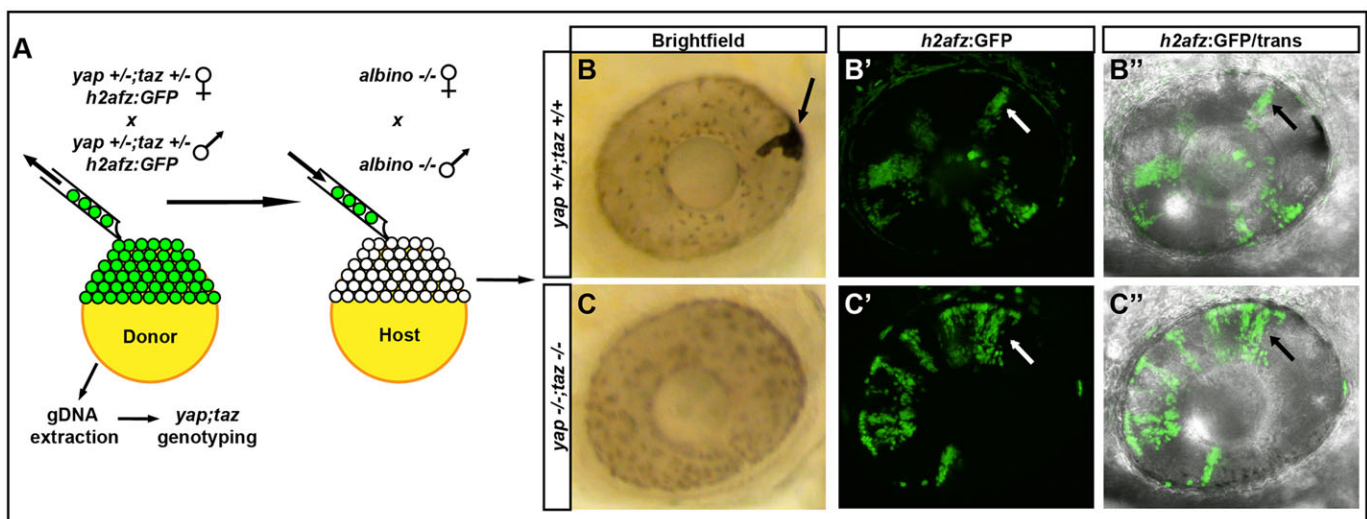 A
yap +/-;taz +/- ♀
h2afz:GFP
x
yap +/-;taz +/- ♂
h2afz:GFP
albino -/- ♀
x
albino -/- ♂
Donor
Host
gDNA
extraction
yap;taz
genotyping
Brightfield
h2afz:GFP
h2afz:GFP/trans
yap +/+;taz +/+
B
B'
B''
yap -/-;taz -/-
C
C'
C''